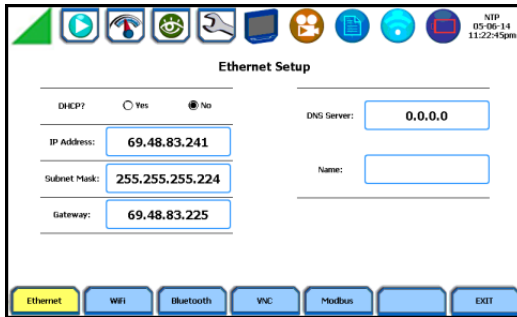 NTP
05-06-14
11:22:45pm
Ethernet Setup
DHCP? Yes No
IP Address: 69.48.83.241
Subnet Mask: 255.255.255.224
Gateway: 69.48.83.225
DNS Server: 0.0.0.0
Name:
Ethernet WiFi Bluetooth VNC Modbus EXIT